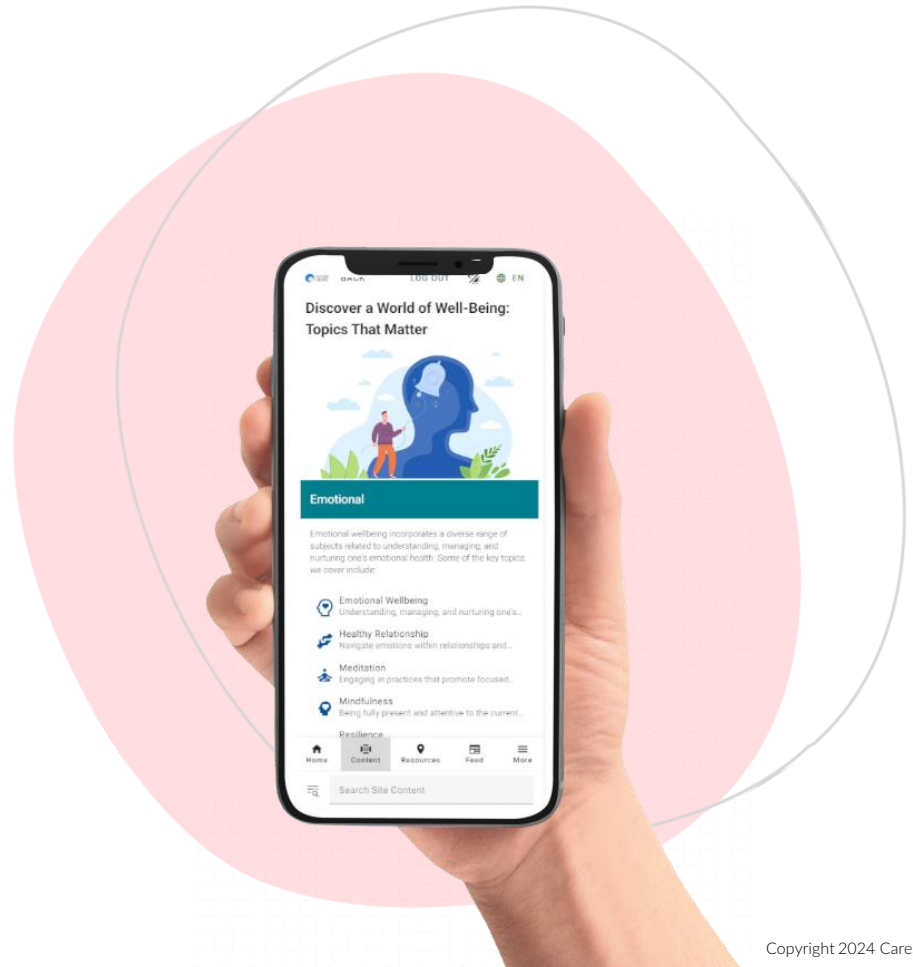 BACK
LOG OUT
EN
Discover a World of Well-Being:
Topics That Matter
Emotional
Emotional wellbeing incorporates a diverse range of
subjects related to understanding, managing, and
nurturing one's emotional health. Some of the key topics
we cover include:
Emotional Wellbeing
Understanding, managing, and nurturing one's...
Healthy Relationship
Navigate emotions within relationships and...
Meditation
Engaging in practices that promote focused...
Mindfulness
Being fully present and attentive to the current...
Resilience
Home
Content
Resources
Feed
More
Search Site Content
Copyright 2024 Care